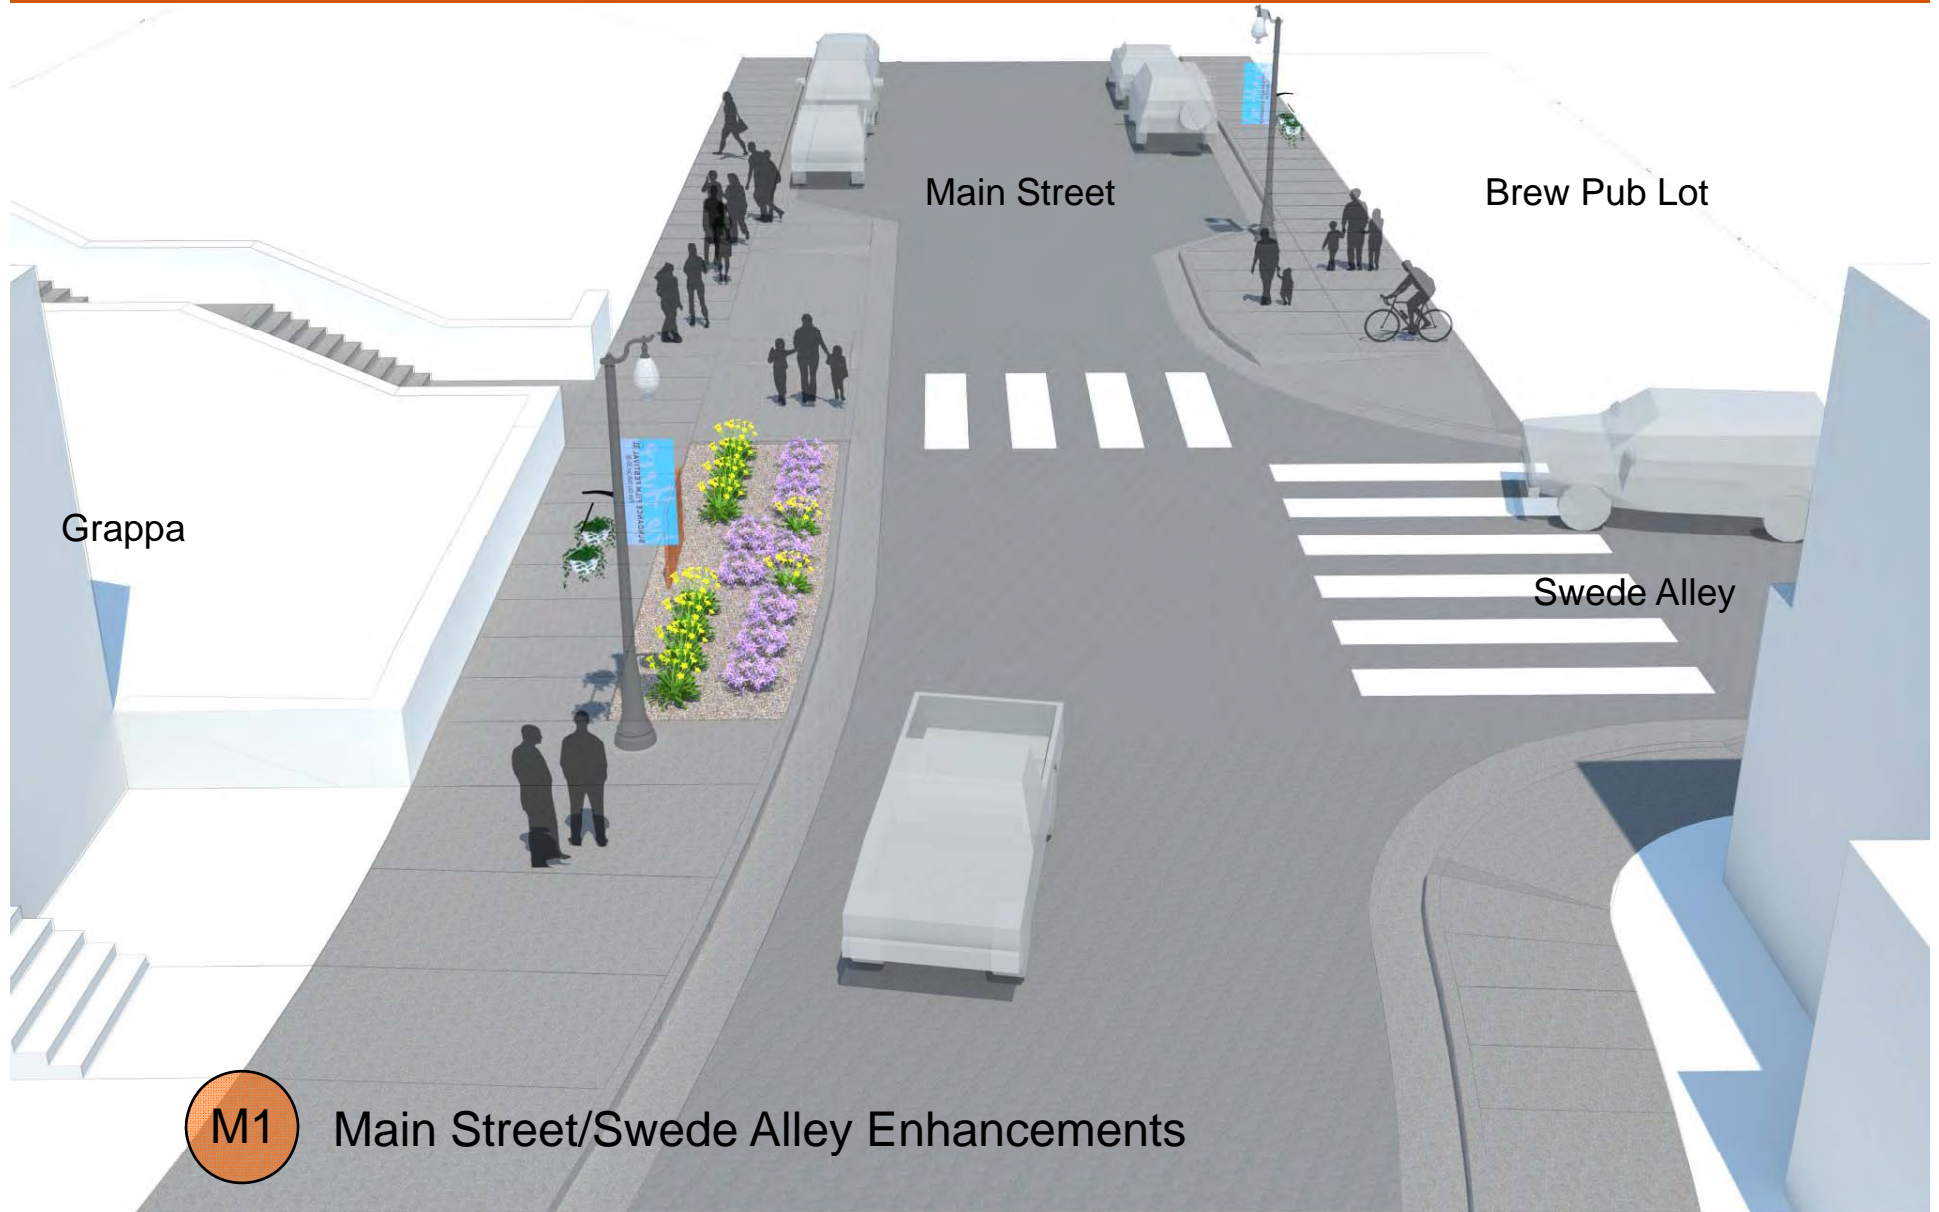 Main Street
Brew Pub Lot
Grappa
Swede Alley
M1
Main Street/Swede Alley Enhancements